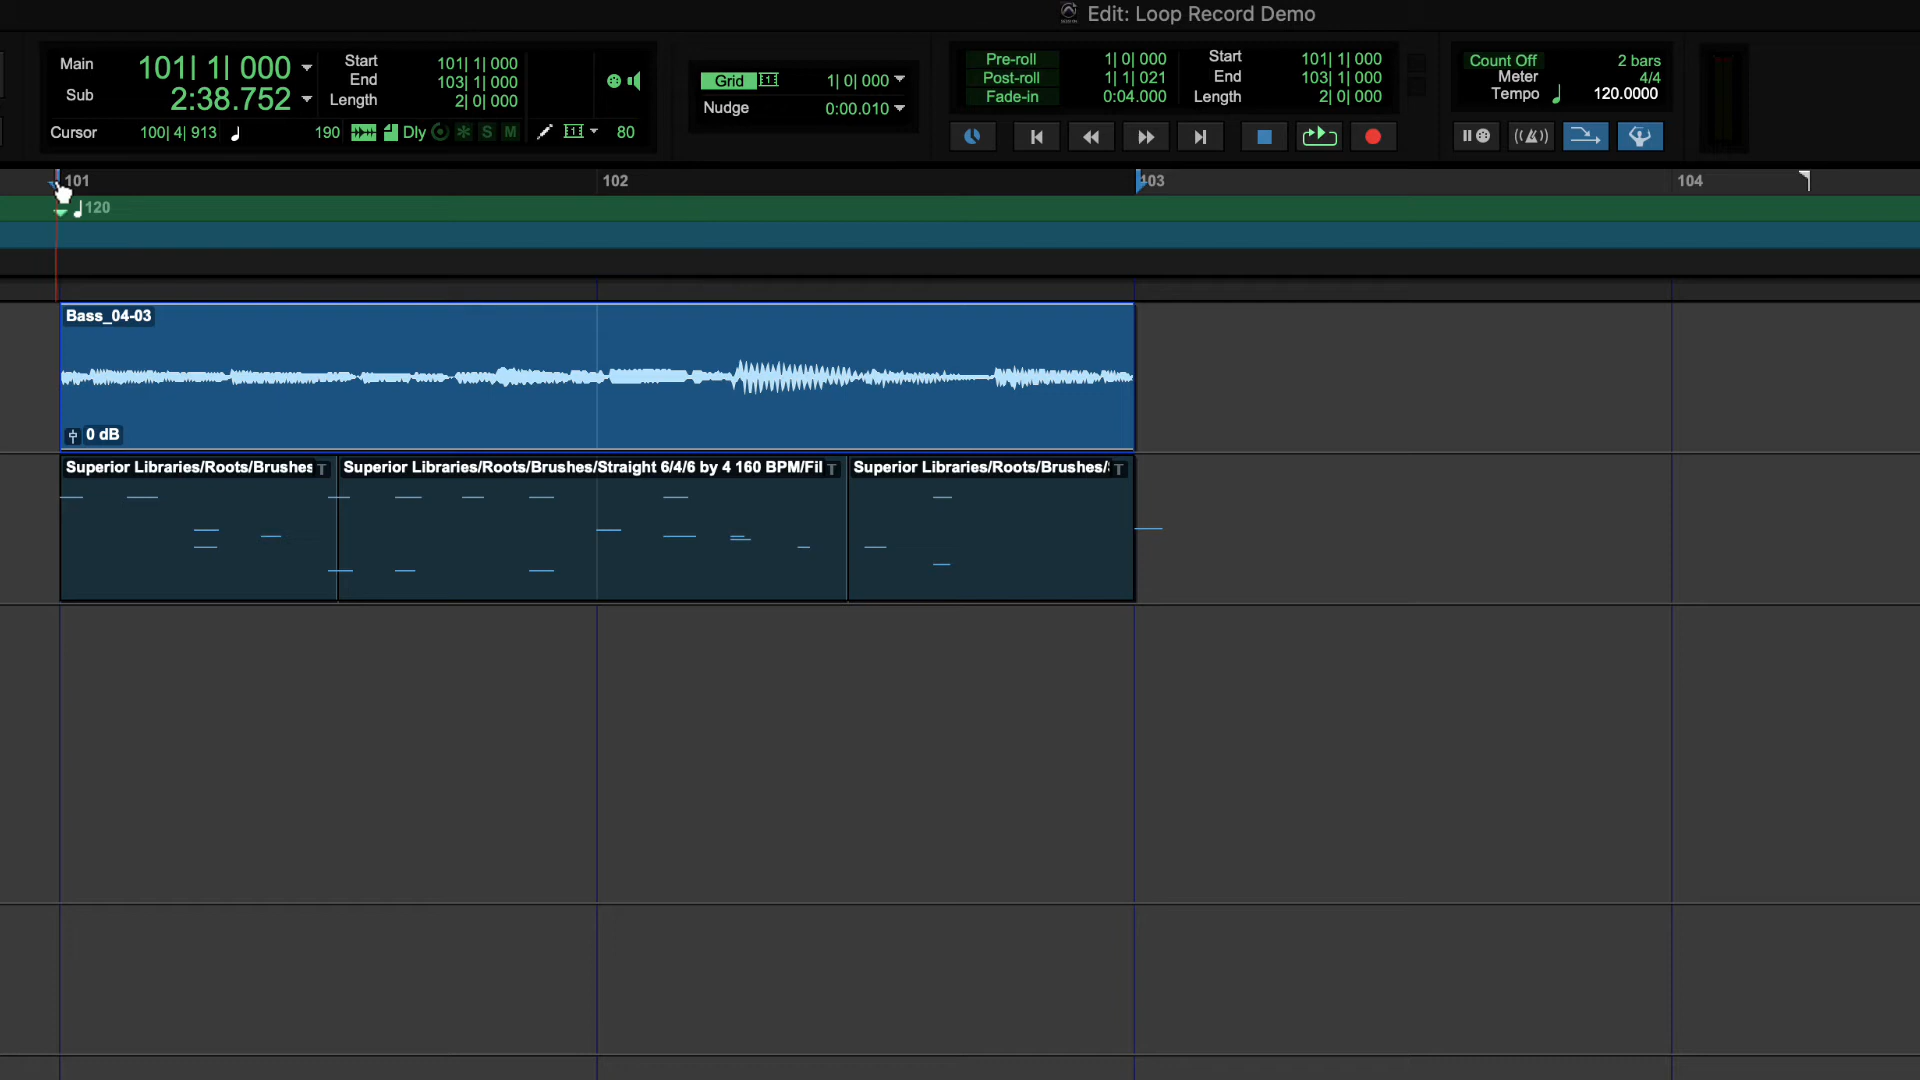 Edit: Loop Record Demo
Main 101| 1| 000
Sub 2:38.752
Start 101| 1| 000
End 103| 1| 000
Length 2| 0| 000
Cursor 100| 4| 913 190 Dly S M 80
Grid 1| 0| 000
Nudge 0:00.010
Pre-roll 1| 0| 000
Post-roll 1| 1| 021
Fade-in 0:04.000
Start 101| 1| 000
End 103| 1| 000
Length 2| 0| 000
Count Off 2 bars
Meter 4/4
Tempo 120.0000
101 102 103 104
120
Bass_04-03
0 dB
Superior Libraries/Roots/Brushes T Superior Libraries/Roots/Brushes/Straight 6/4/6 by 4 160 BPM/Fil T Superior Libraries/Roots/Brushes/ T